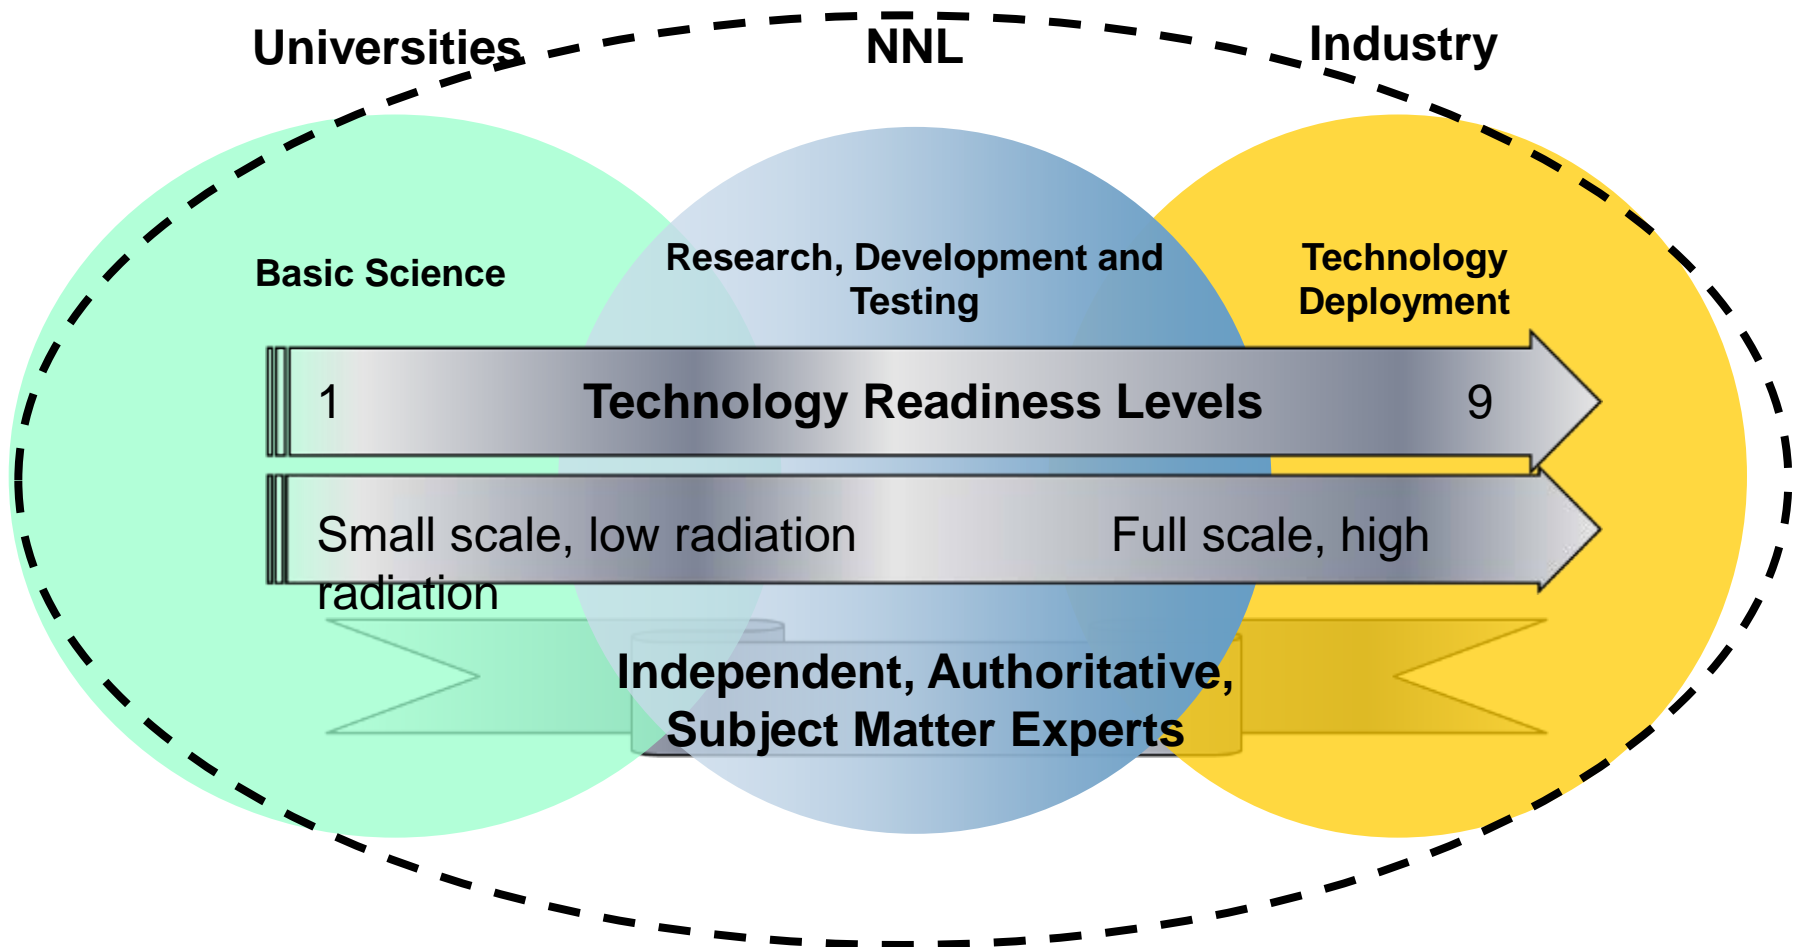 Universities
NNL
Industry
Basic Science
Research, Development and
Testing
Technology
Deployment
1 Technology Readiness Levels 9
Small scale, low radiation Full scale, high
radiation
Independent, Authoritative,
Subject Matter Experts